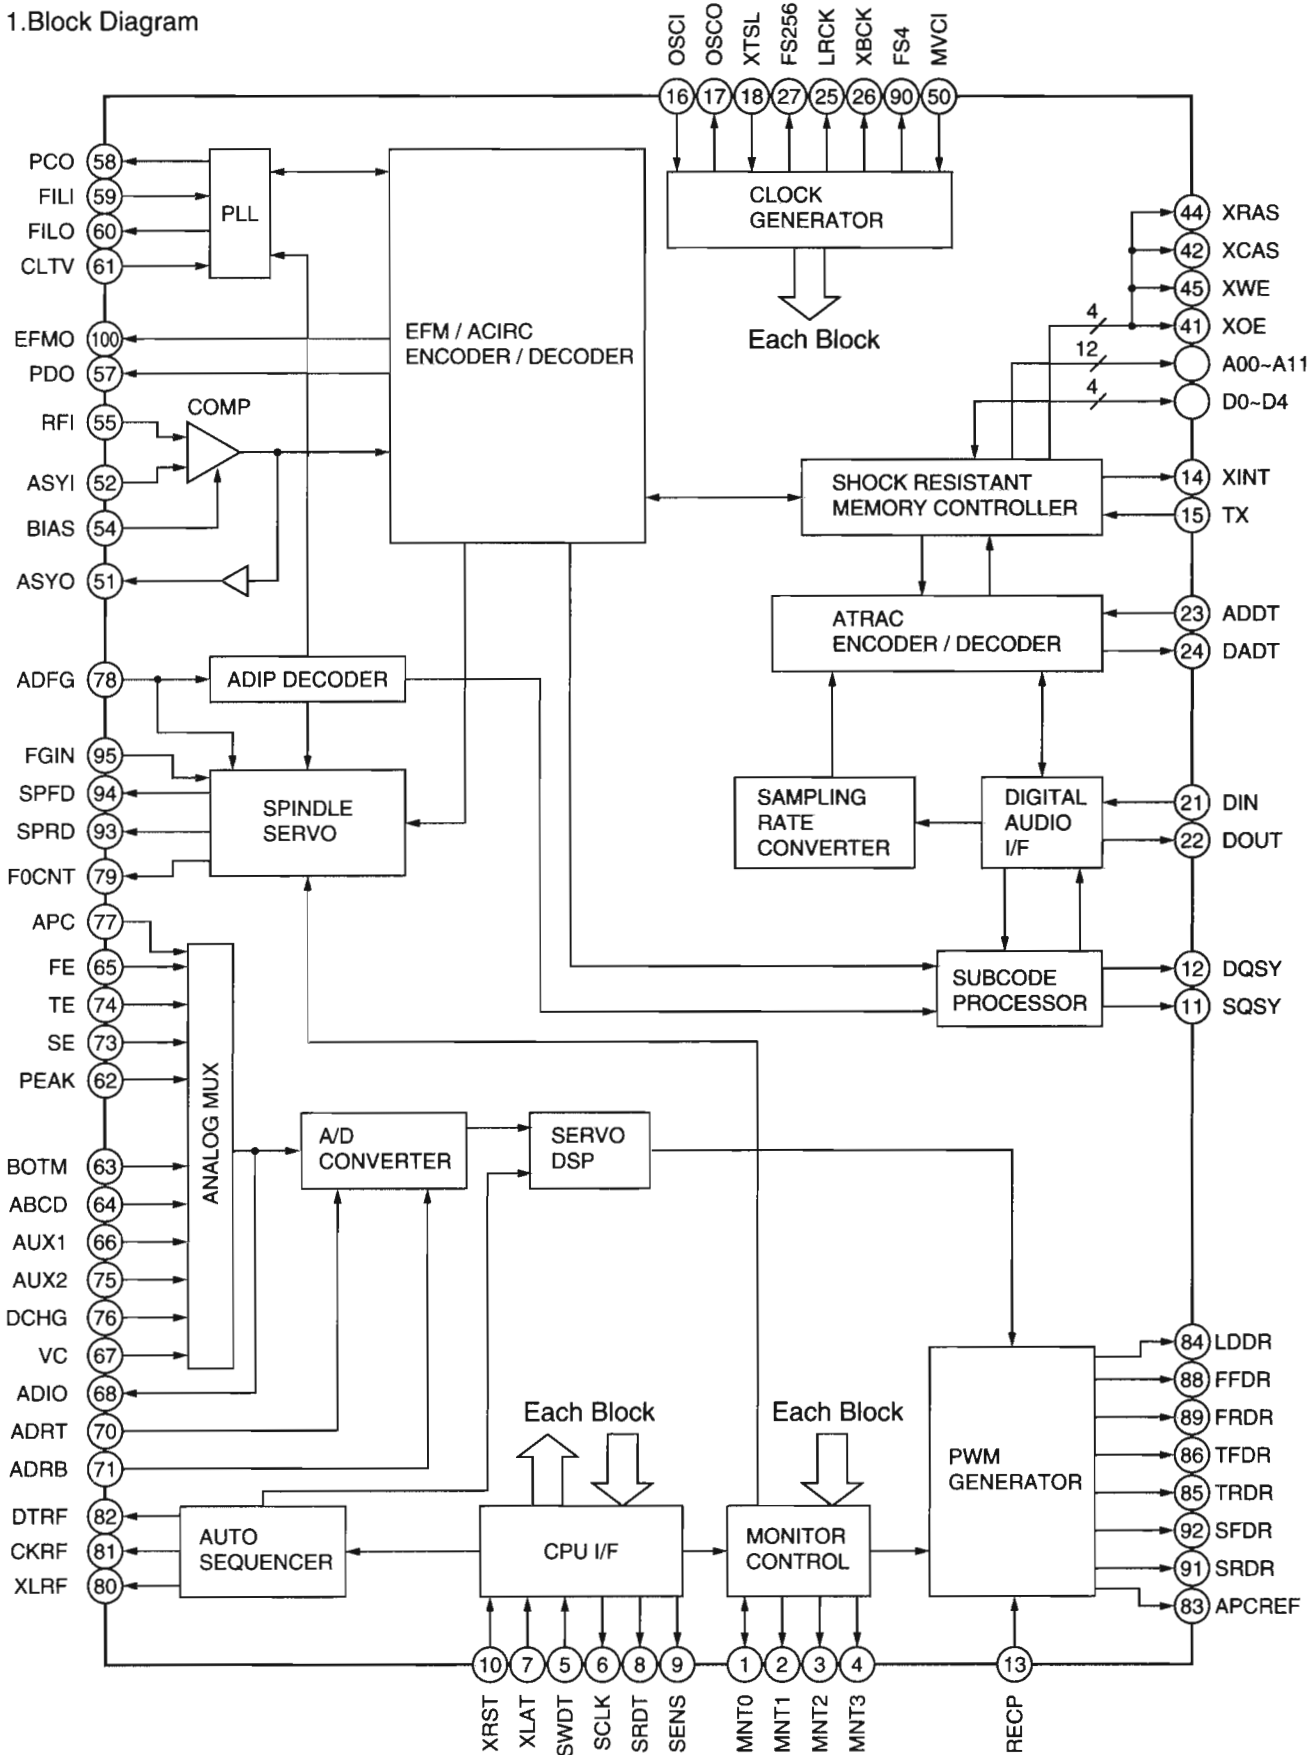 1.Block Diagram
OSCI
OSCO
XTSL
FS256
LRCK
XBCK
FS4
MVCI
16
17
18
27
25
26
90
50
PCO 58
FILI 59
FILO 60
CLTV 61
PLL
EFMO 100
PDO 57
RFI 55
COMP
ASYI 52
BIAS 54
ASYO 51
EFM / ACIRC
ENCODER / DECODER
CLOCK
GENERATOR
Each Block
44 XRAS
42 XCAS
45 XWE
4
41 XOE
12
A00~A11
4
D0~D4
SHOCK RESISTANT
MEMORY CONTROLLER
14 XINT
15 TX
ATRAC
ENCODER / DECODER
23 ADDT
24 DADT
ADFG 78
ADIP DECODER
FGIN 95
SPFD 94
SPRD 93
F0CNT 79
SPINDLE
SERVO
SAMPLING
RATE
CONVERTER
DIGITAL
AUDIO
I/F
21 DIN
22 DOUT
APC 77
FE 65
TE 74
SE 73
PEAK 62
SUBCODE
PROCESSOR
12 DQSY
11 SQSY
ANALOG MUX
A/D
CONVERTER
SERVO
DSP
BOTM 63
ABCD 64
AUX1 66
AUX2 75
DCHG 76
VC 67
ADIO 68
ADRT 70
ADRB 71
DTRF 82
CKRF 81
XLRF 80
Each Block
Each Block
AUTO
SEQUENCER
CPU I/F
MONITOR
CONTROL
PWM
GENERATOR
84 LDDR
88 FFDR
89 FRDR
86 TFDR
85 TRDR
92 SFDR
91 SRDR
83 APCREF
10
7
5
6
8
9
1
2
3
4
13
XRST
XLAT
SWDT
SCLK
SRDT
SENS
MNT0
MNT1
MNT2
MNT3
RECP